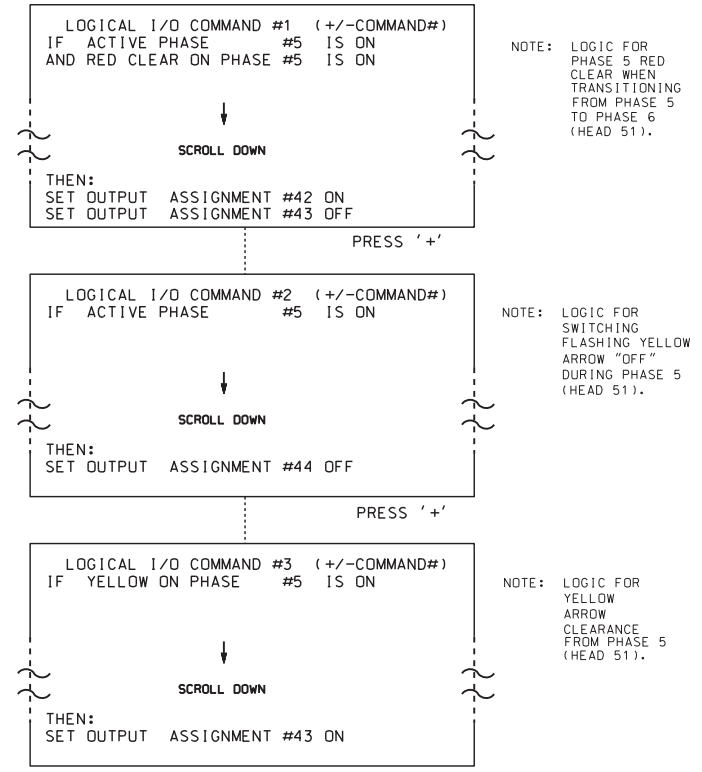 LOGICAL I/O COMMAND #1 (+/-COMMAND#)
IF ACTIVE PHASE #5 IS ON
AND RED CLEAR ON PHASE #5 IS ON
SCROLL DOWN
THEN:
SET OUTPUT ASSIGNMENT #42 ON
SET OUTPUT ASSIGNMENT #43 OFF
NOTE: LOGIC FOR
PHASE 5 RED
CLEAR WHEN
TRANSITIONING
FROM PHASE 5
TO PHASE 6
(HEAD 51).
PRESS '+'
LOGICAL I/O COMMAND #2 (+/-COMMAND#)
IF ACTIVE PHASE #5 IS ON
SCROLL DOWN
THEN:
SET OUTPUT ASSIGNMENT #44 OFF
NOTE: LOGIC FOR
SWITCHING
FLASHING YELLOW
ARROW "OFF"
DURING PHASE 5
(HEAD 51).
PRESS '+'
LOGICAL I/O COMMAND #3 (+/-COMMAND#)
IF YELLOW ON PHASE #5 IS ON
SCROLL DOWN
THEN:
SET OUTPUT ASSIGNMENT #43 ON
NOTE: LOGIC FOR
YELLOW
ARROW
CLEARANCE
FROM PHASE 5
(HEAD 51).